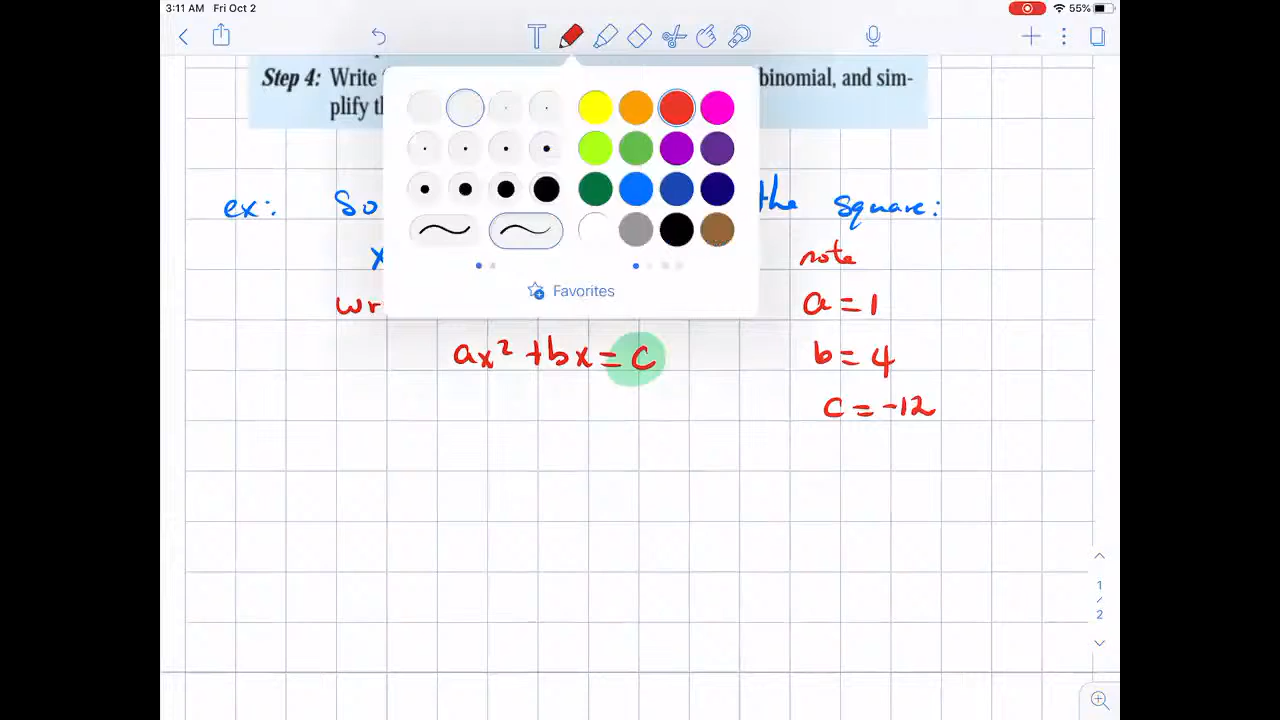 3:11 AM Fri Oct 2 55%
Step 4: Write binomial, and sim-
plify th
ex: So the square:
x note
wr a = 1
ax² + bx = c b = 4
c = -12
Favorites
1
/
2